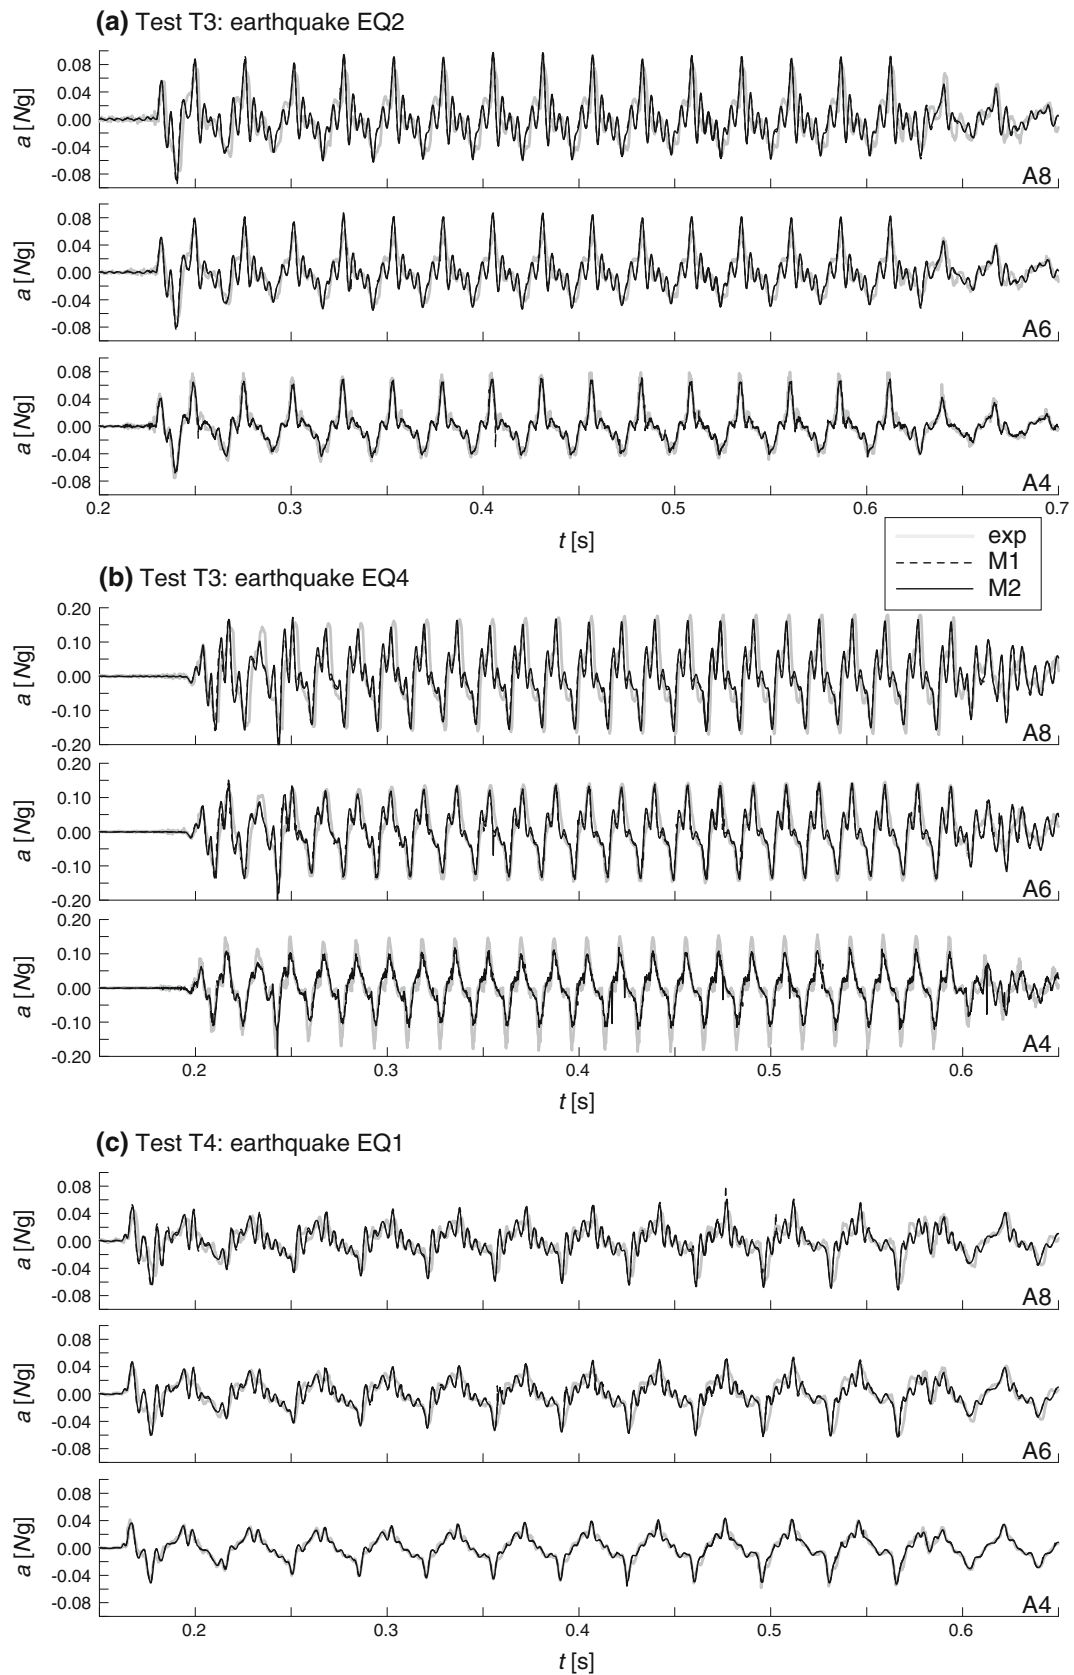 (a) Test T3: earthquake EQ2
a [Ng]
0.08
0.04
0.00
-0.04
-0.08
A8
a [Ng]
0.08
0.04
0.00
-0.04
-0.08
A6
a [Ng]
0.08
0.04
0.00
-0.04
-0.08
A4
0.2 0.3 0.4 0.5 0.6 0.7
t [s]
exp
M1
M2
(b) Test T3: earthquake EQ4
a [Ng]
0.20
0.10
0.00
-0.10
-0.20
A8
a [Ng]
0.20
0.10
0.00
-0.10
-0.20
A6
a [Ng]
0.20
0.10
0.00
-0.10
-0.20
A4
0.2 0.3 0.4 0.5 0.6
t [s]
(c) Test T4: earthquake EQ1
a [Ng]
0.08
0.04
0.00
-0.04
-0.08
A8
a [Ng]
0.08
0.04
0.00
-0.04
-0.08
A6
a [Ng]
0.08
0.04
0.00
-0.04
-0.08
A4
0.2 0.3 0.4 0.5 0.6
t [s]